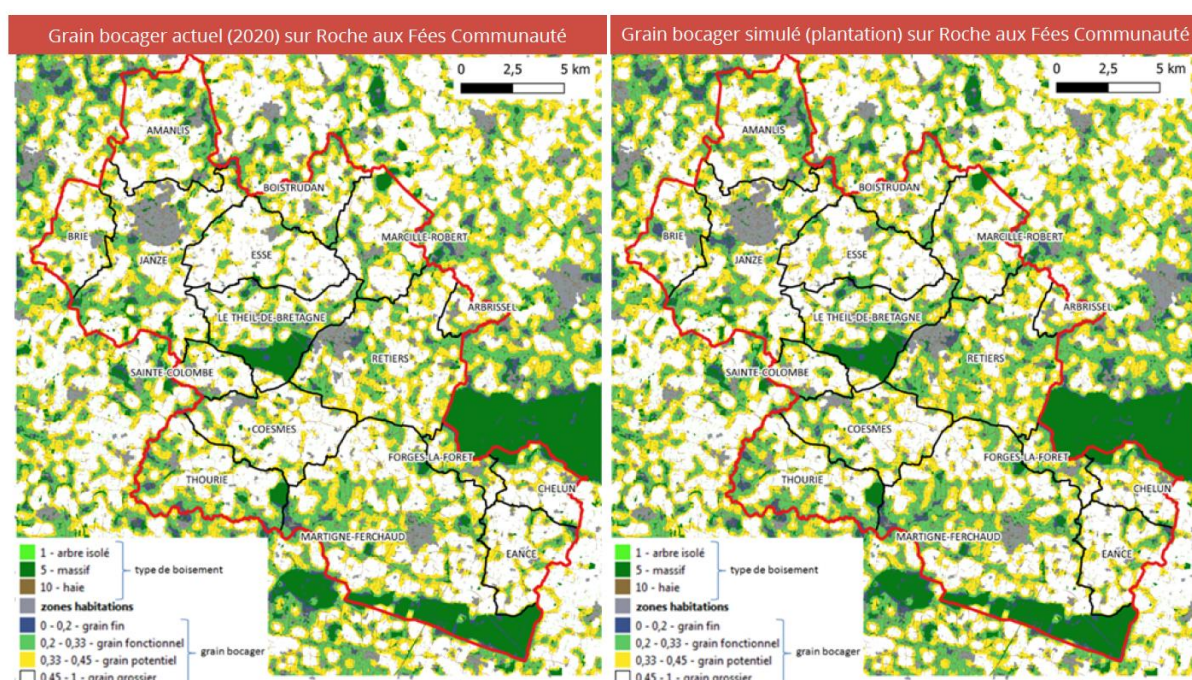 Grain bocager actuel (2020) sur Roche aux Fées Communauté
0 2,5 5 km
AMANLIS
BOISTRUDAN
BRIE
MARCILLE-ROBERT
JANZE
ESSE
ARBRISSEL
LE THEIL-DE-BRETAGNE
RETIERS
SAINTE-COLOMBE
COESMES
FORGES-LA-FORET
THOURIE
CHELUN
MARTIGNE-FERCHAUD
EANCE
1 - arbre isolé
5 - massif
10 - haie
type de boisement
zones habitations
0 - 0,2 - grain fin
0,2 - 0,33 - grain fonctionnel
0,33 - 0,45 - grain potentiel
0,45 - 1 - grain grossier
grain bocager
Grain bocager simulé (plantation) sur Roche aux Fées Communauté
0 2,5 5 km
AMANLIS
BOISTRUDAN
BRIE
MARCILLE-ROBERT
JANZE
ESSE
ARBRISSEL
LE THEIL-DE-BRETAGNE
RETIERS
SAINTE-COLOMBE
COESMES
FORGES-LA-FORET
THOURIE
CHELUN
MARTIGNE-FERCHAUD
EANCE
1 - arbre isolé
5 - massif
10 - haie
type de boisement
zones habitations
0 - 0,2 - grain fin
0,2 - 0,33 - grain fonctionnel
0,33 - 0,45 - grain potentiel
0,45 - 1 - grain grossier
grain bocager